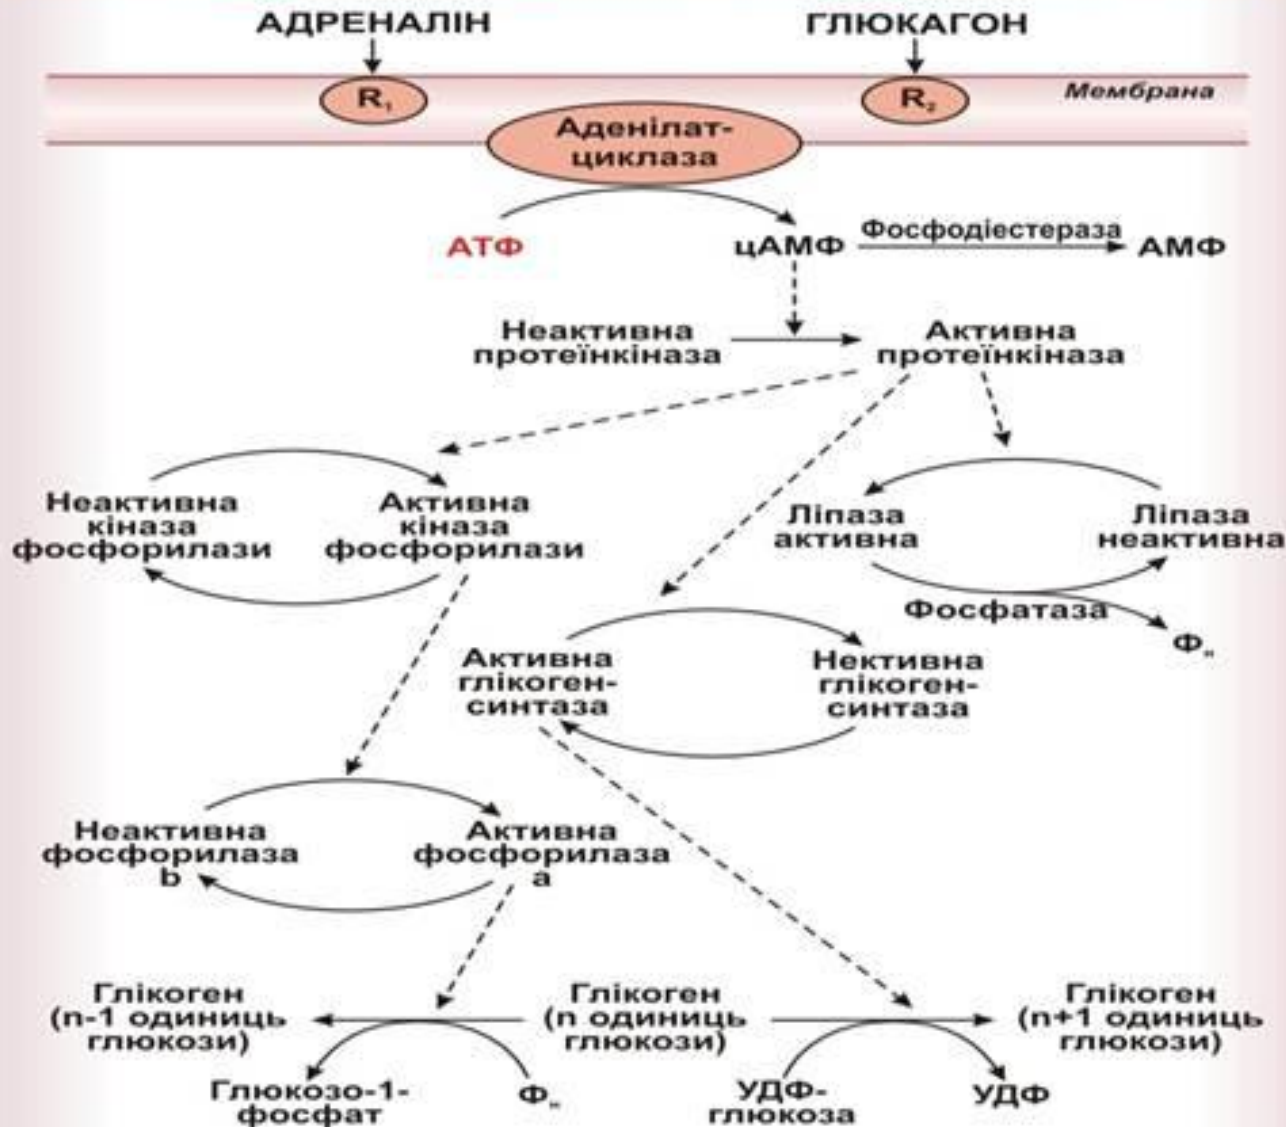 АДРЕНАЛІН
ГЛЮКАГОН
R₁
R₂
Мембрана
Аденілат-
циклаза
АТФ
цАМФ
Фосфодіестераза
АМФ
Неактивна
протеїнкіназа
Активна
протеїнкіназа
Неактивна
кіназа
фосфорилази
Активна
кіназа
фосфорилази
Ліпаза
активна
Ліпаза
неактивна
Фосфатаза
Фн
Активна
глікоген-
синтаза
Нективна
глікоген-
синтаза
Неактивна
фосфорилаза
b
Активна
фосфорилаза
a
Глікоген
(n-1 одиниць
глюкози)
Глікоген
(n одиниць
глюкози)
Глікоген
(n+1 одиниць
глюкози)
Глюкозо-1-
фосфат
Фн
УДФ-
глюкоза
УДФ